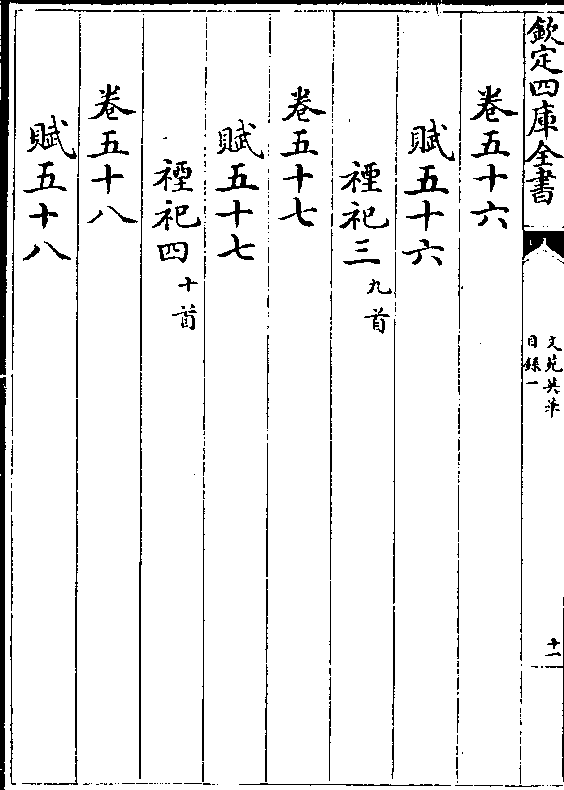 欽定四庫全書
文苑英華
目錄一
十一
卷五十六
賦五十六
禋祀三九首
卷五十七
賦五十七
禋祀四十首
卷五十八
賦五十八